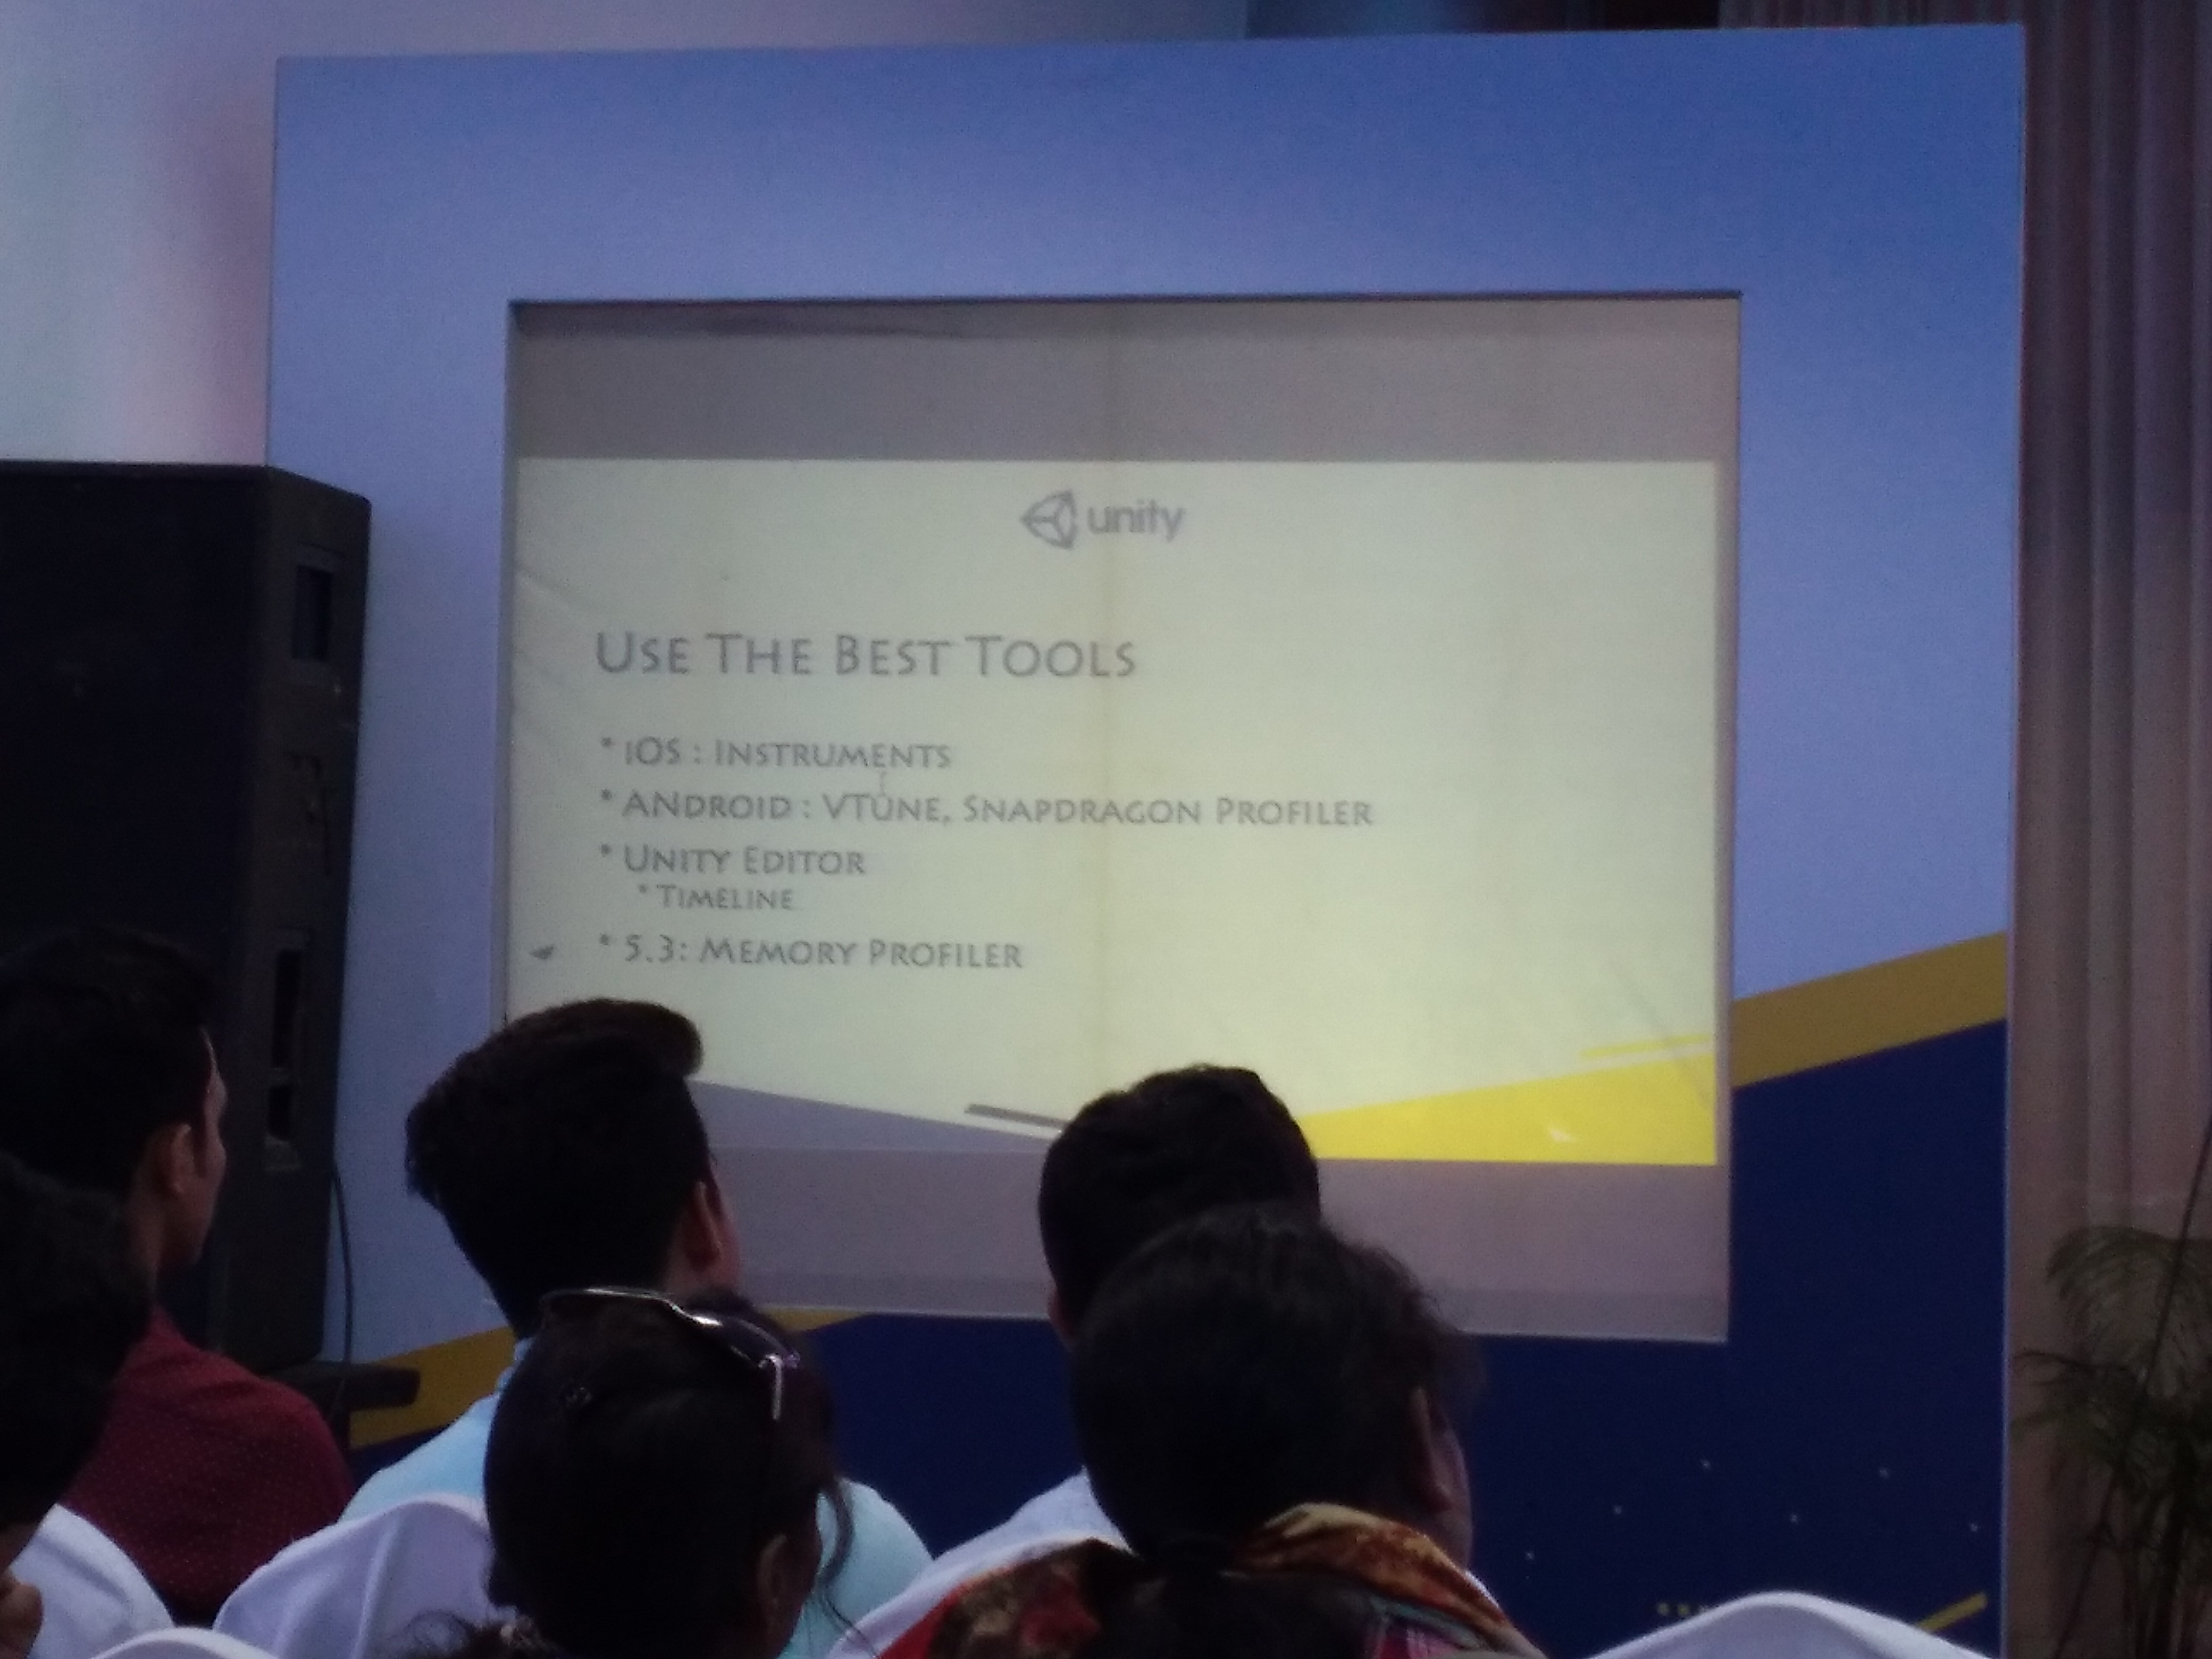 unity
Use The Best Tools
* iOS : Instruments
* Android : VTune, Snapdragon Profiler
* Unity Editor
* Timeline
* 5.3: Memory Profiler